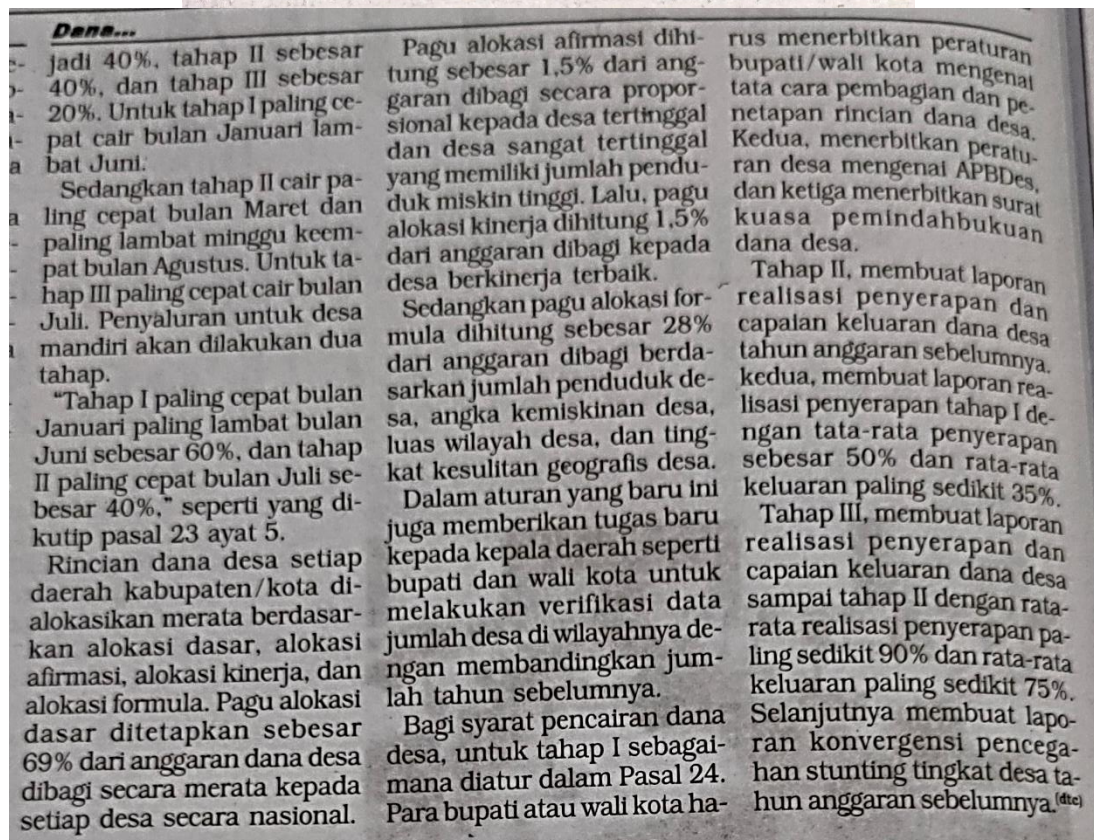 Dana...
jadi 40%, tahap II sebesar
40%, dan tahap III sebesar
20%. Untuk tahap I paling ce-
pat cair bulan Januari lam-
bat Juni.
Sedangkan tahap II cair pa-
ling cepat bulan Maret dan
paling lambat minggu keem-
pat bulan Agustus. Untuk ta-
hap III paling cepat cair bulan
Juli. Penyaluran untuk desa
mandiri akan dilakukan dua
tahap.
"Tahap I paling cepat bulan
Januari paling lambat bulan
Juni sebesar 60%, dan tahap
II paling cepat bulan Juli se-
besar 40%," seperti yang di-
kutip pasal 23 ayat 5.
Rincian dana desa setiap
daerah kabupaten/kota di-
alokasikan merata berdasar-
kan alokasi dasar, alokasi
afirmasi, alokasi kinerja, dan
alokasi formula. Pagu alokasi
dasar ditetapkan sebesar
69% dari anggaran dana desa
dibagi secara merata kepada
setiap desa secara nasional.
Pagu alokasi afirmasi dihi-
tung sebesar 1,5% dari ang-
garan dibagi secara propor-
sional kepada desa tertinggal
dan desa sangat tertinggal
yang memiliki jumlah pendu-
duk miskin tinggi. Lalu, pagu
alokasi kinerja dihitung 1,5%
dari anggaran dibagi kepada
desa berkinerja terbaik.
Sedangkan pagu alokasi for-
mula dihitung sebesar 28%
dari anggaran dibagi berda-
sarkan jumlah penduduk de-
sa, angka kemiskinan desa,
luas wilayah desa, dan ting-
kat kesulitan geografis desa.
Dalam aturan yang baru ini
juga memberikan tugas baru
kepada kepala daerah seperti
bupati dan wali kota untuk
melakukan verifikasi data
jumlah desa di wilayahnya de-
ngan membandingkan jum-
lah tahun sebelumnya.
Bagi syarat pencairan dana
desa, untuk tahap I sebagai-
mana diatur dalam Pasal 24.
Para bupati atau wali kota ha-
rus menerbitkan peraturan
bupati/wali kota mengenai
tata cara pembagian dan pe-
netapan rincian dana desa.
Kedua, menerbitkan peratu-
ran desa mengenai APBDes,
dan ketiga menerbitkan surat
kuasa pemindahbukuan
dana desa.
Tahap II, membuat laporan
realisasi penyerapan dan
capaian keluaran dana desa
tahun anggaran sebelumnya.
kedua, membuat laporan rea-
lisasi penyerapan tahap I de-
ngan tata-rata penyerapan
sebesar 50% dan rata-rata
keluaran paling sedikit 35%.
Tahap III, membuat laporan
realisasi penyerapan dan
capaian keluaran dana desa
sampai tahap II dengan rata-
rata realisasi penyerapan pa-
ling sedikit 90% dan rata-rata
keluaran paling sedikit 75%.
Selanjutnya membuat lapo-
ran konvergensi pencega-
han stunting tingkat desa ta-
hun anggaran sebelumnya.(dtc)